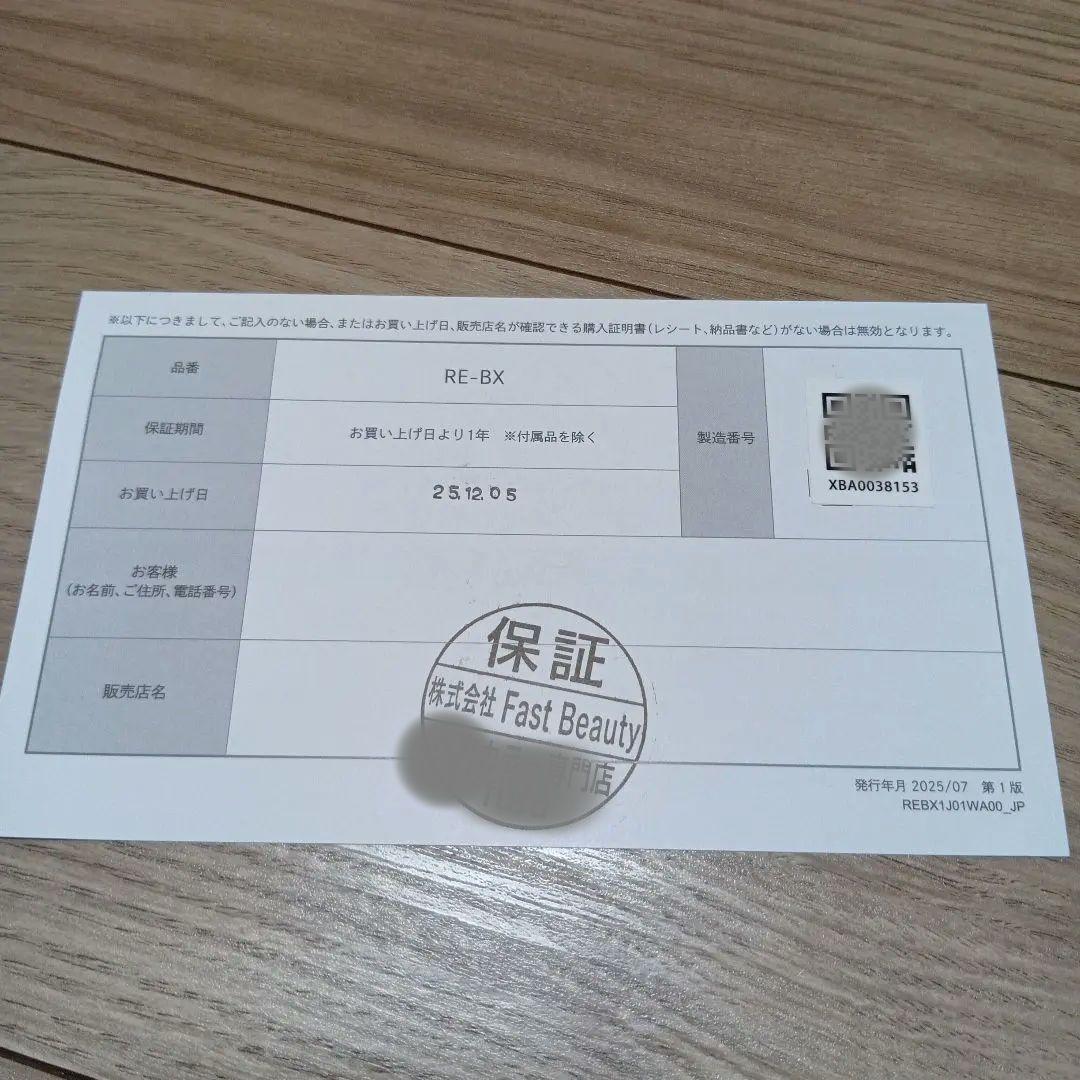 ※以下につきまして、ご記入のない場合、またはお買い上げ日、販売店名が確認できる購入証明書(レシート、納品書など)がない場合は無効となります。
品番
RE-BX
保証期間
お買い上げ日より1年 ※付属品を除く
製造番号
XBA0038153
お買い上げ日
25.12.05
お客様
(お名前、ご住所、電話番号)
販売店名
保証
株式会社 Fast Beauty
専門店
発行年月 2025/07 第1版
REBX1J01WA00_JP